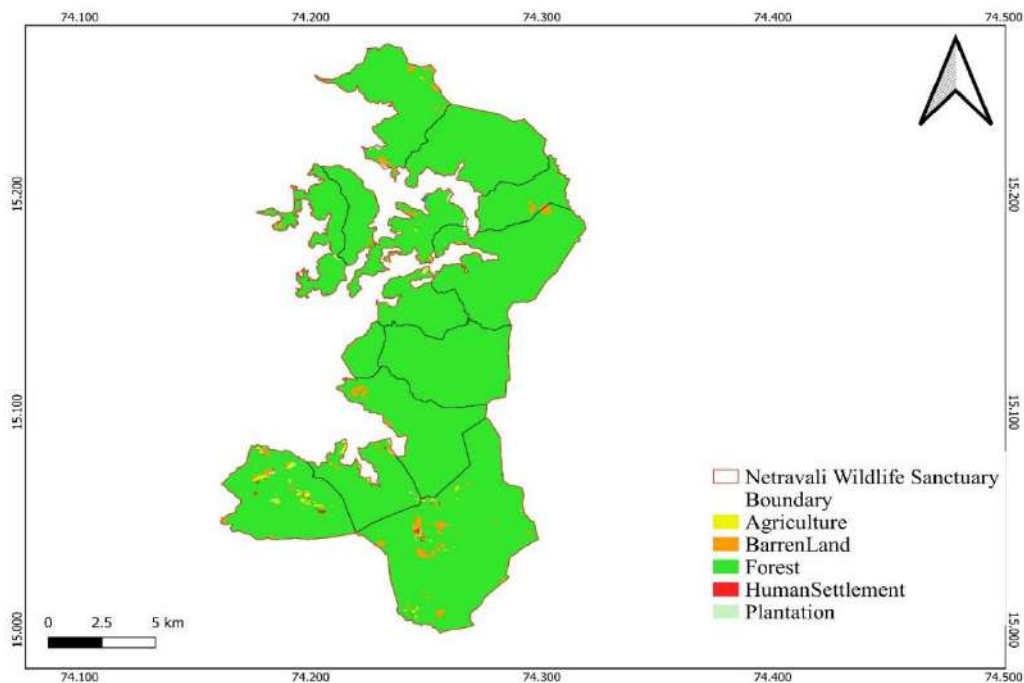 74.100 74.200 74.300 74.400 74.500
15.200 15.200
15.100 15.100
Netravali Wildlife Sanctuary
Boundary
Agriculture
BarrenLand
Forest
HumanSettlement
Plantation
0 2.5 5 km
15.000 15.000
74.100 74.200 74.300 74.400 74.500